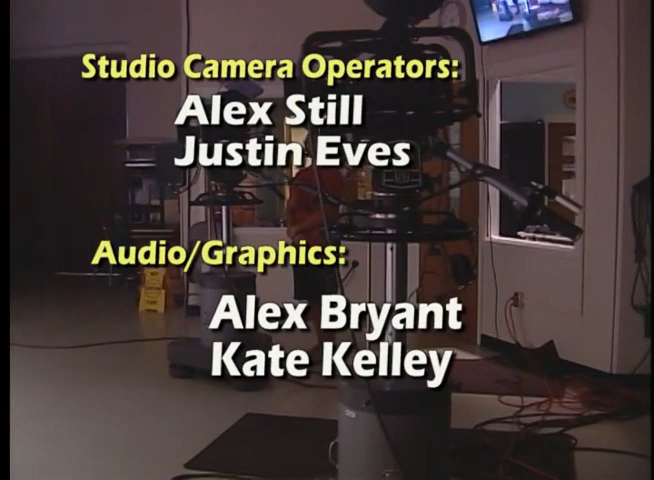 Studio Camera Operators:
Alex Still
Justin Eves
Audio/Graphics:
Alex Bryant
Kate Kelley